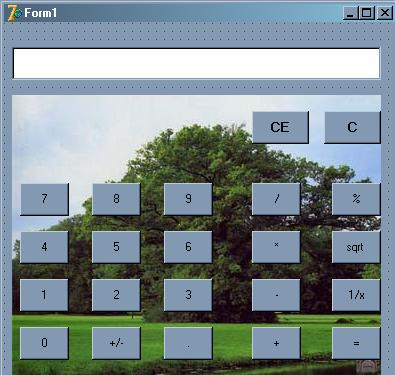 Form1
CE C
7 8 9 / %
4 5 6 * sqrt
1 2 3 - 1/x
0 +/- . + =